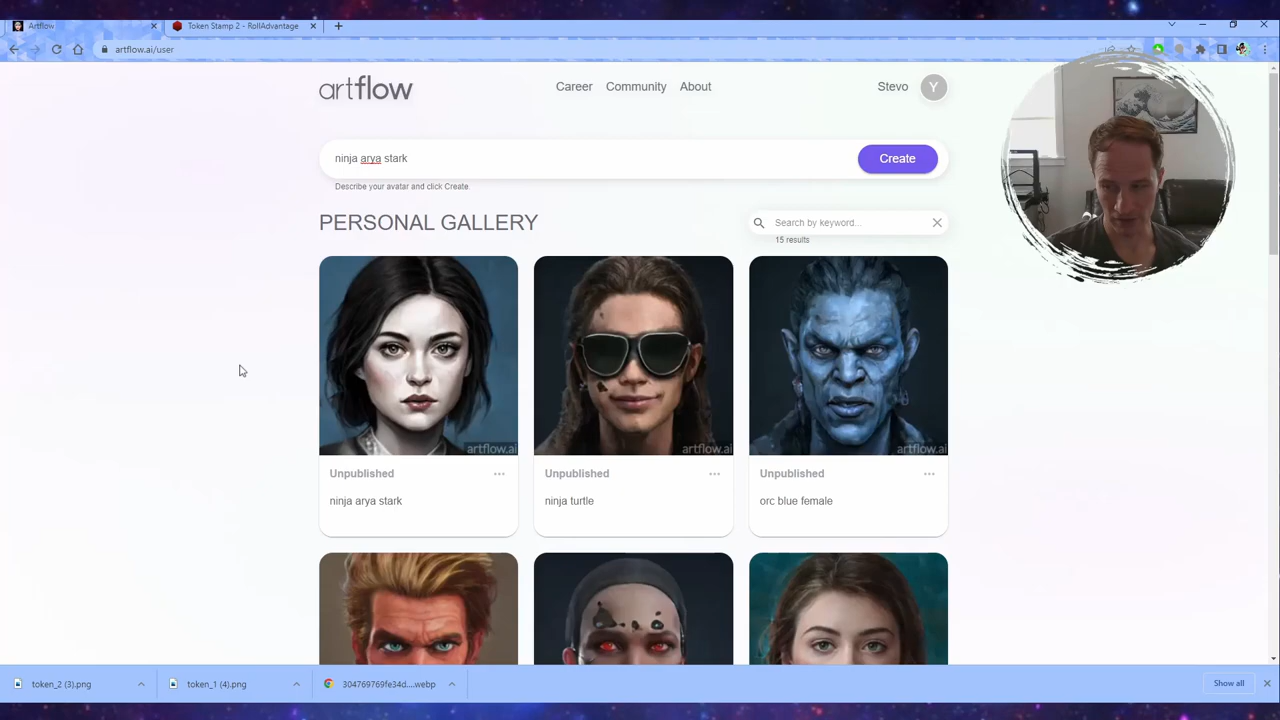 Artflow
Token Stamp 2 - RollAdvantage
artflow.ai/user
artflow
Career
Community
About
Stevo
Y
ninja arya stark
Create
Describe your avatar and click Create.
PERSONAL GALLERY
Search by keyword...
15 results
artflow.ai
artflow.ai
artflow.ai
Unpublished
Unpublished
Unpublished
ninja arya stark
ninja turtle
orc blue female
token_2 (3).png
token_1 (4).png
304769769fe34d....webp
Show all